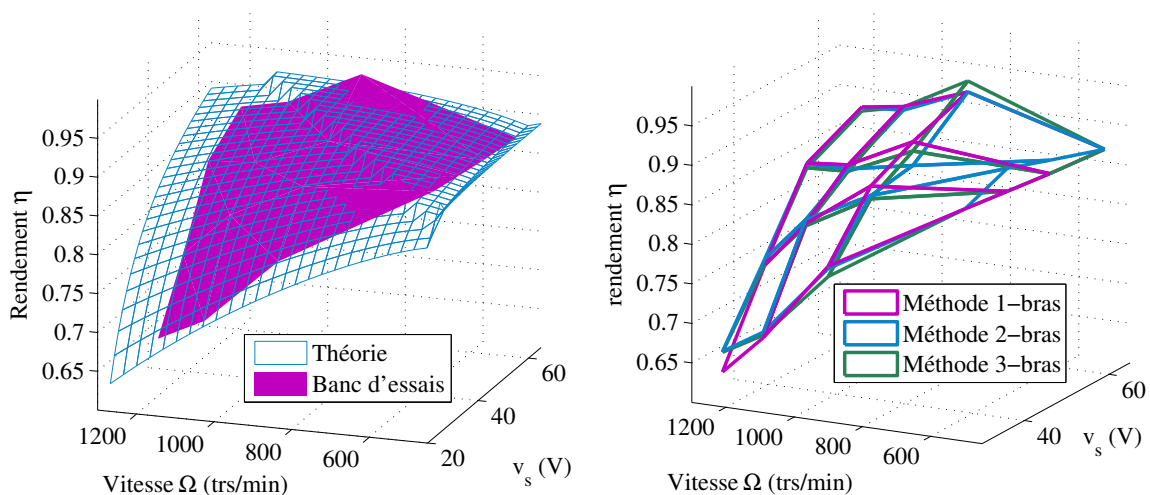 Rendement η
0.95
0.9
0.85
0.8
0.75
0.7
0.65
Théorie
Banc d'essais
1200
1000
800
600
20
40
60
Vitesse Ω (trs/min)
v_s (V)
rendement η
0.95
0.9
0.85
0.8
0.75
0.7
0.65
Méthode 1−bras
Méthode 2−bras
Méthode 3−bras
1200
1000
800
600
40
60
Vitesse Ω (trs/min)
v_s (V)